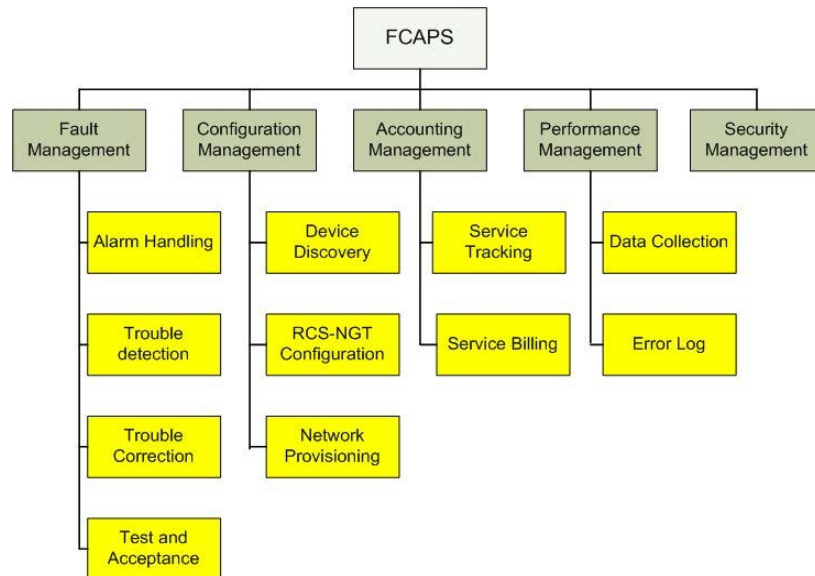 FCAPS
Fault
Management
Configuration
Management
Accounting
Management
Performance
Management
Security
Management
Alarm Handling
Device
Discovery
Service
Tracking
Data Collection
Trouble
detection
RCS-NGT
Configuration
Service Billing
Error Log
Trouble
Correction
Network
Provisioning
Test and
Acceptance